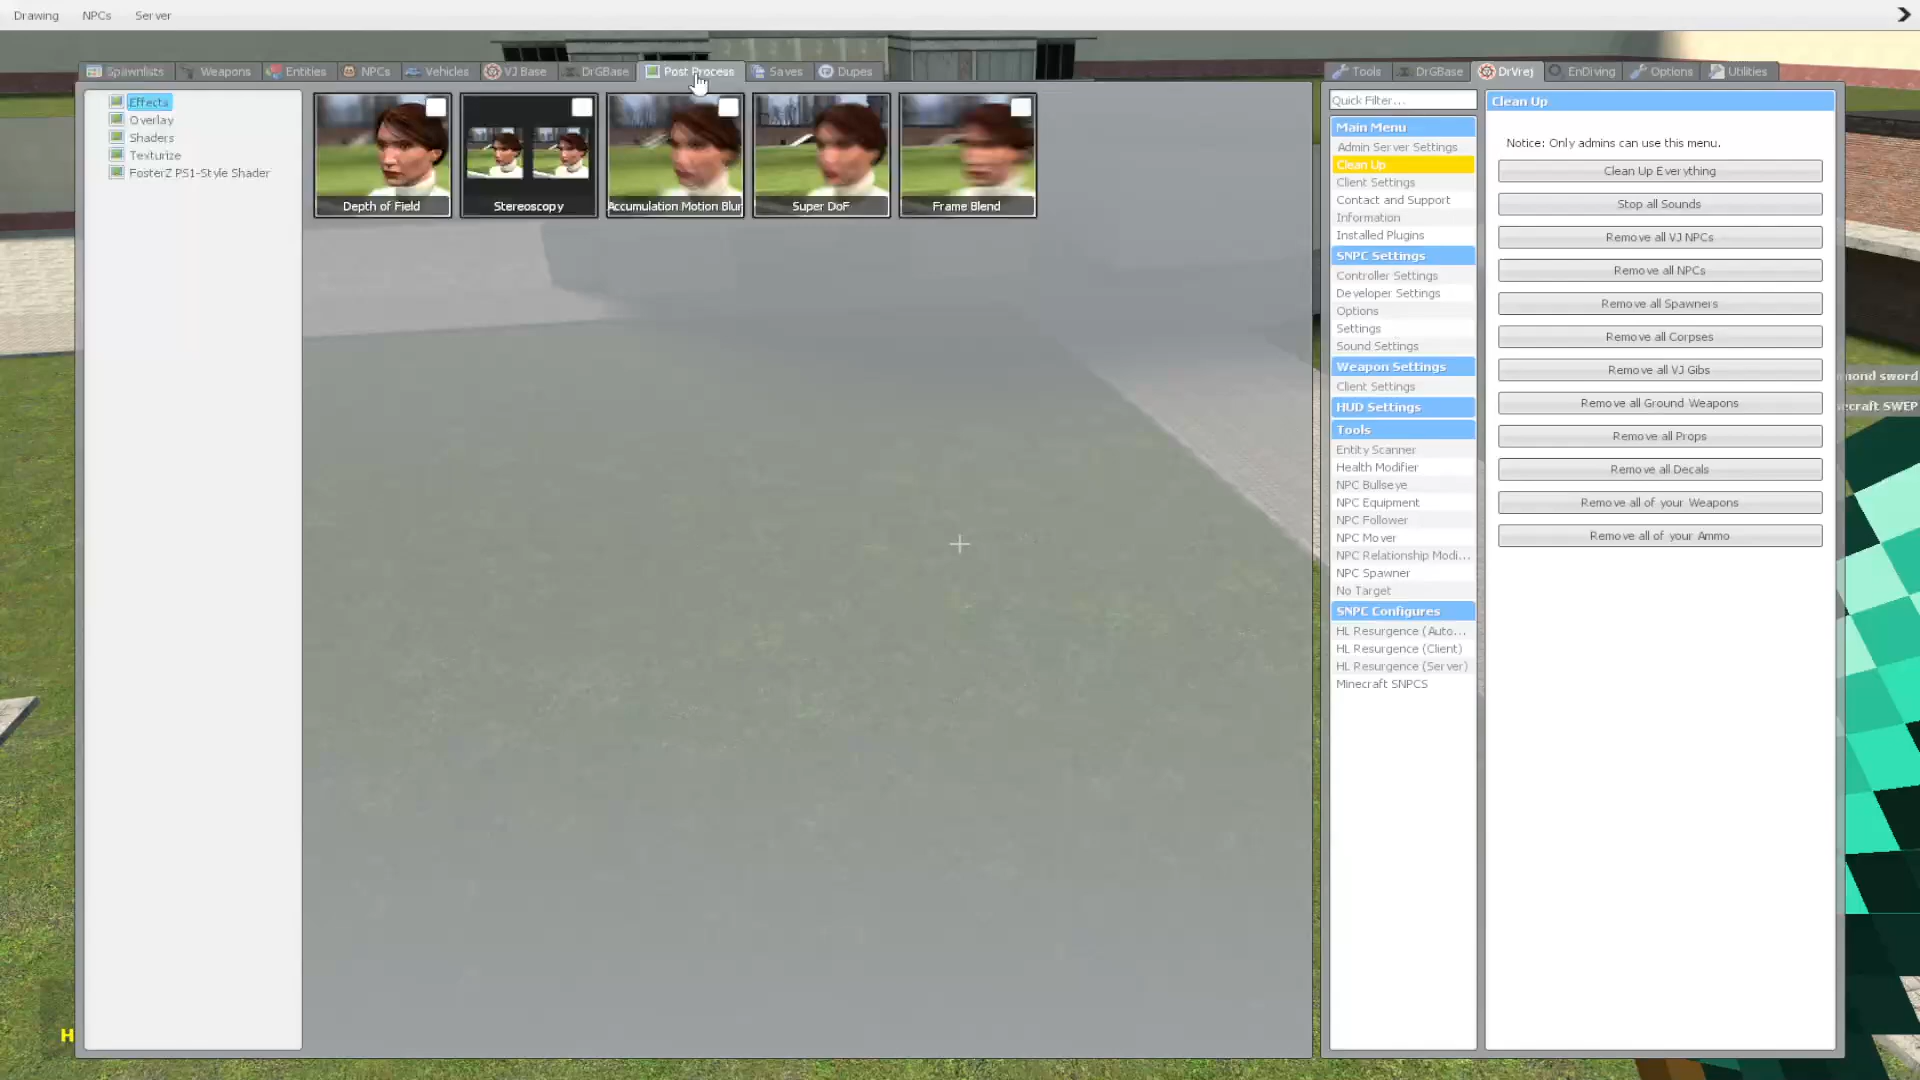 Drawing NPCs Server
Spawnlists Weapons Entities NPCs Vehicles VJ Base DrGBase Post Process Saves Dupes
Effects
Overlay
Shaders
Texturize
FosterZ PS1-Style Shader
Depth of Field
Stereoscopy
Accumulation Motion Blur
Super DoF
Frame Blend
Tools DrGBase DrVrej EnDiving Options Utilities
Quick Filter...
Main Menu
Admin Server Settings
Clean Up
Client Settings
Contact and Support
Information
Installed Plugins
SNPC Settings
Controller Settings
Developer Settings
Options
Settings
Sound Settings
Weapon Settings
Client Settings
HUD Settings
Tools
Entity Scanner
Health Modifier
NPC Bullseye
NPC Equipment
NPC Follower
NPC Mover
NPC Relationship Modi...
NPC Spawner
No Target
SNPC Configures
HL Resurgence (Auto...
HL Resurgence (Client)
HL Resurgence (Server)
Minecraft SNPCS
Clean Up
Notice: Only admins can use this menu.
Clean Up Everything
Stop all Sounds
Remove all VJ NPCs
Remove all NPCs
Remove all Spawners
Remove all Corpses
Remove all VJ Gibs
Remove all Ground Weapons
Remove all Props
Remove all Decals
Remove all of your Weapons
Remove all of your Ammo
mond sword
ecraft SWEP
H